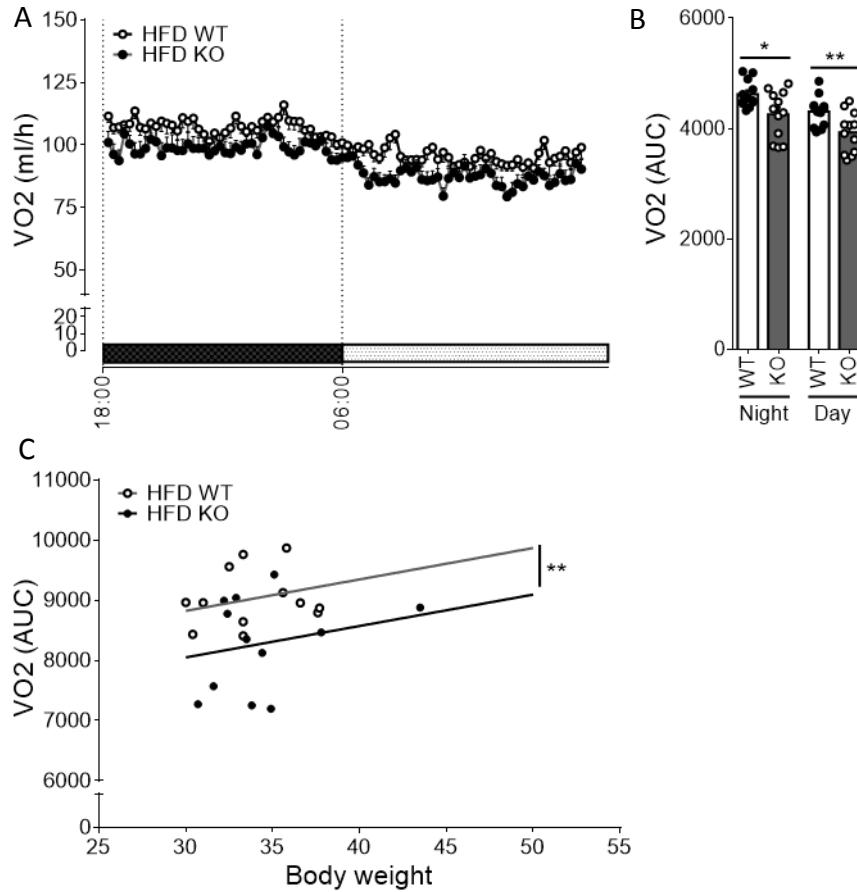 A
150
HFD WT
HFD KO
125
100
75
50
20
10
0
VO2 (ml/h)
18:00
06:00
B
6000
*
**
4000
2000
0
VO2 (AUC)
WT
KO
WT
KO
Night
Day
C
11000
HFD WT
HFD KO
10000
9000
8000
7000
6000
0
VO2 (AUC)
**
25
30
35
40
45
50
55
Body weight